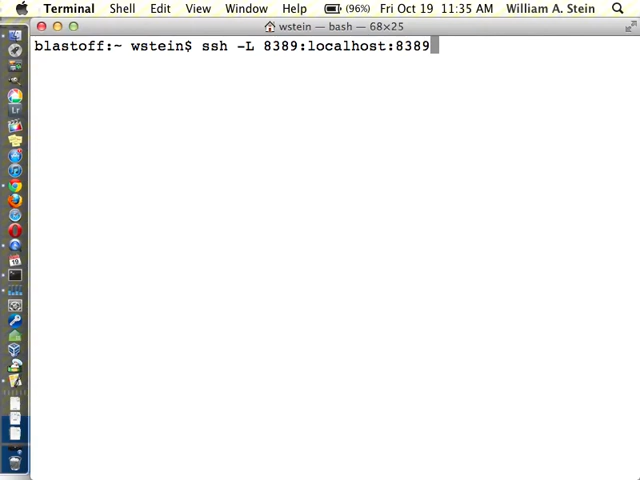 Terminal Shell Edit View Window Help (96%) Fri Oct 19 11:35 AM William A. Stein
wstein — bash — 68×25
blastoff:~ wstein$ ssh -L 8389:localhost:8389